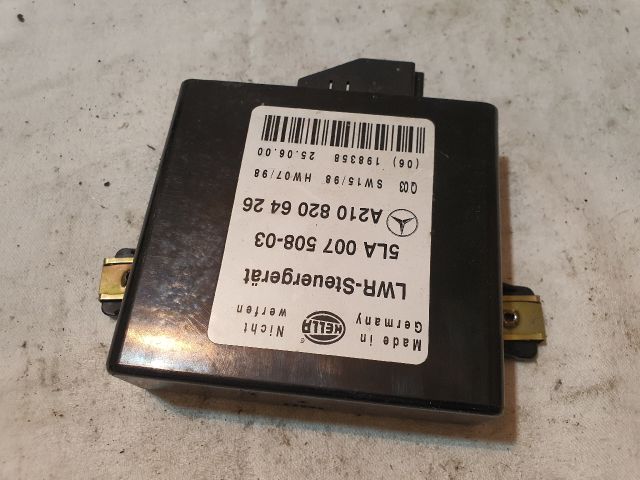 Made in Germany
HELLA
Nicht werfen
LWR-Steuergerät
5LA 007 508-03
A210 820 64 26
Q03 SW15/98 HW07/98
(06) 198358 25.06.00